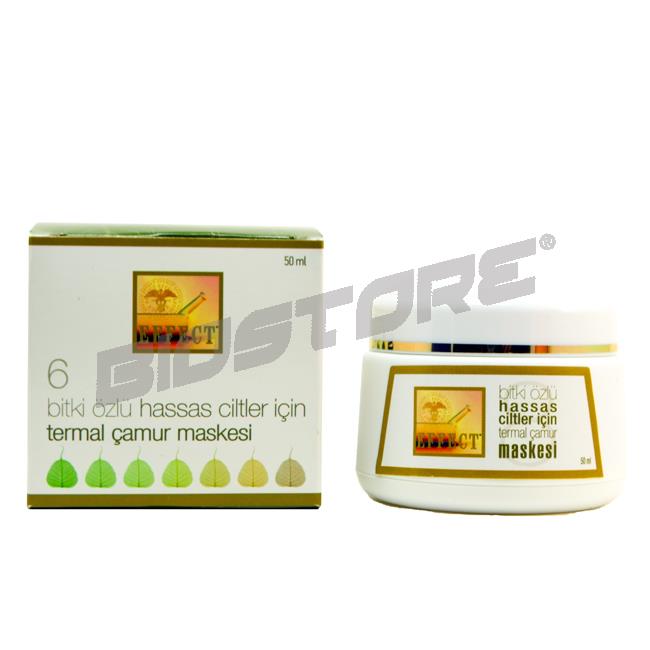 50 ml
EFFECT
6
bitki özlü hassas ciltler için
termal çamur maskesi
BIOSTORE®
EFFECT
bitki özlü
hassas
ciltler için
termal çamur
maskesi
50 ml